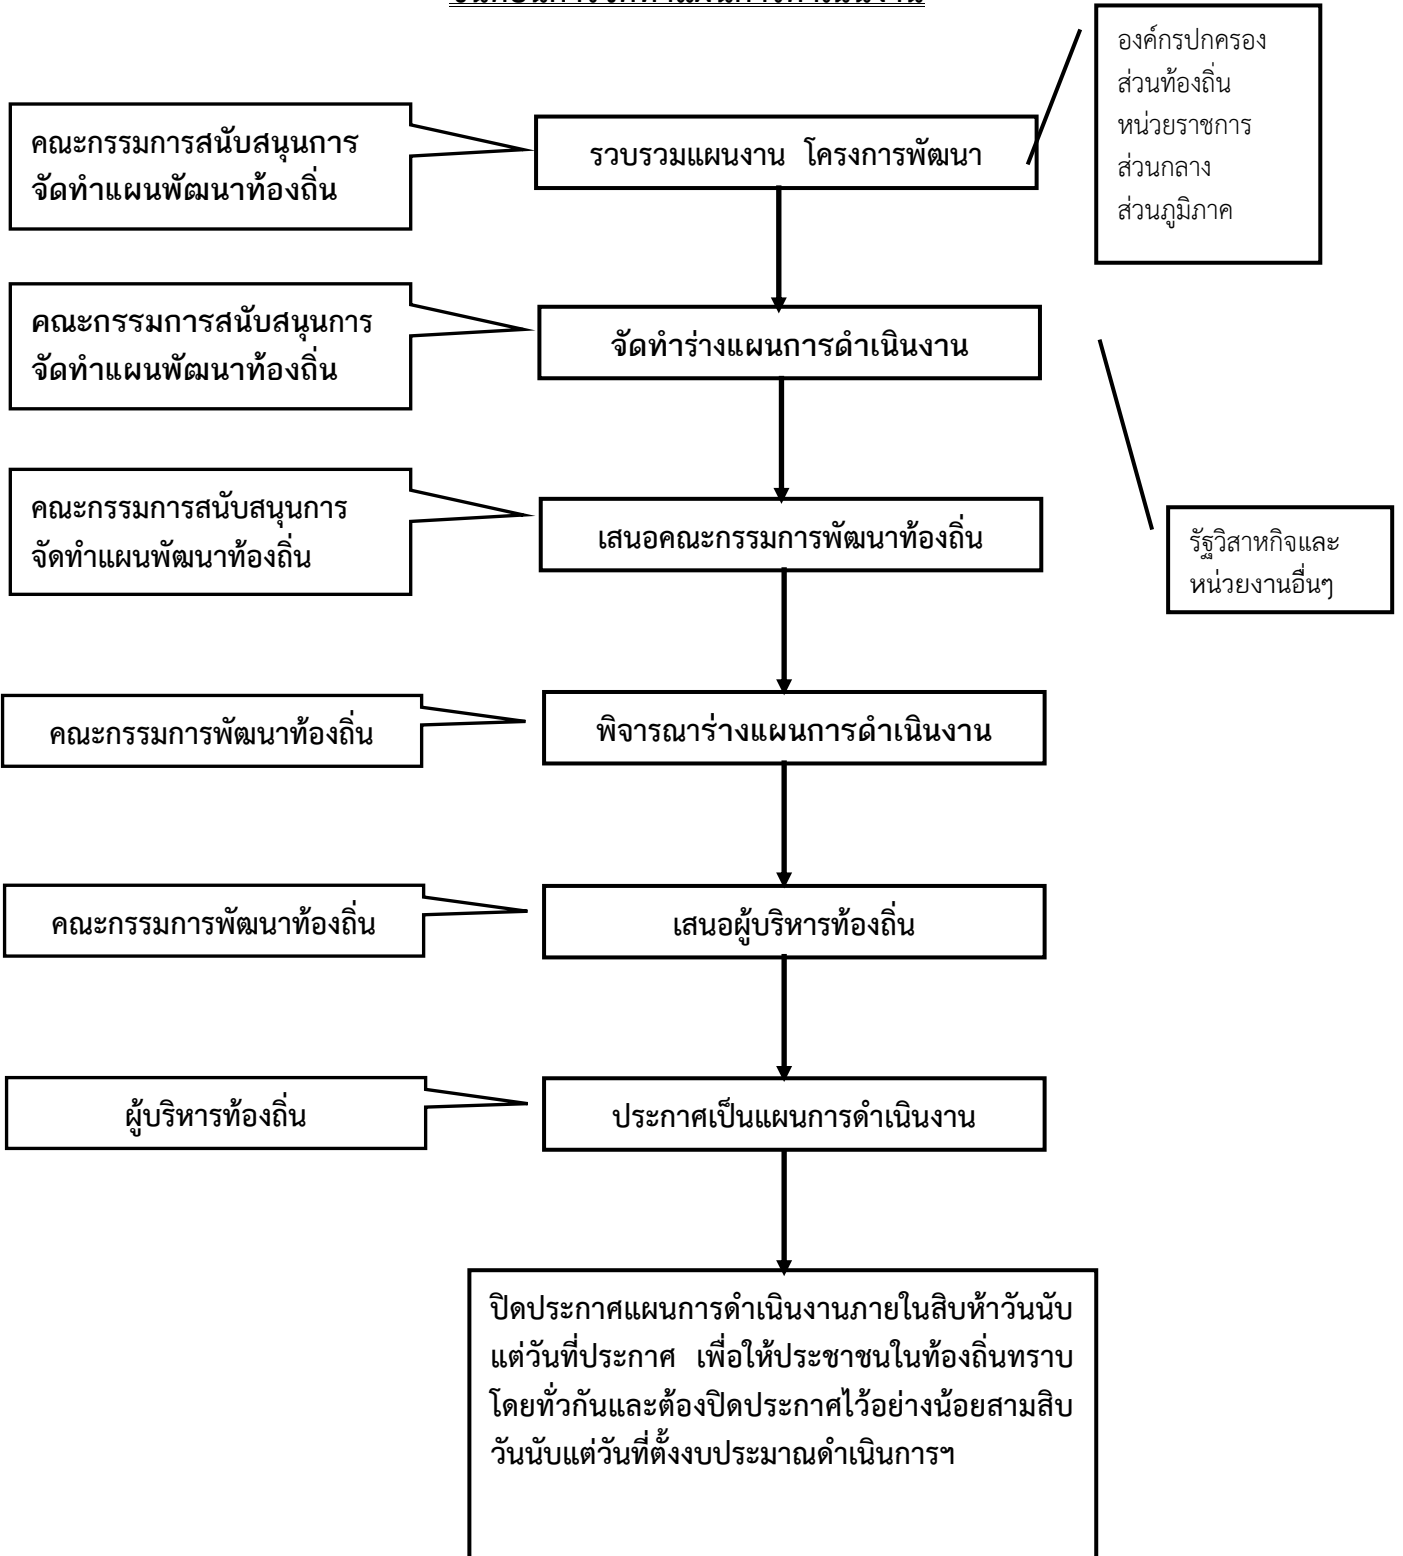 องค์กรปกครอง
ส่วนท้องถิ่น
หน่วยราชการ
ส่วนกลาง
ส่วนภูมิภาค
คณะกรรมการสนับสนุนการ
จัดทำแผนพัฒนาท้องถิ่น
รวบรวมแผนงาน โครงการพัฒนา
คณะกรรมการสนับสนุนการ
จัดทำแผนพัฒนาท้องถิ่น
จัดทำร่างแผนการดำเนินงาน
คณะกรรมการสนับสนุนการ
จัดทำแผนพัฒนาท้องถิ่น
เสนอคณะกรรมการพัฒนาท้องถิ่น
รัฐวิสาหกิจและ
หน่วยงานอื่นๆ
คณะกรรมการพัฒนาท้องถิ่น
พิจารณาร่างแผนการดำเนินงาน
คณะกรรมการพัฒนาท้องถิ่น
เสนอผู้บริหารท้องถิ่น
ผู้บริหารท้องถิ่น
ประกาศเป็นแผนการดำเนินงาน
ปิดประกาศแผนการดำเนินงานภายในสิบห้าวันนับ
แต่วันที่ประกาศ เพื่อให้ประชาชนในท้องถิ่นทราบ
โดยทั่วกันและต้องปิดประกาศไว้อย่างน้อยสามสิบ
วันนับแต่วันที่ตั้งงบประมาณดำเนินการฯ